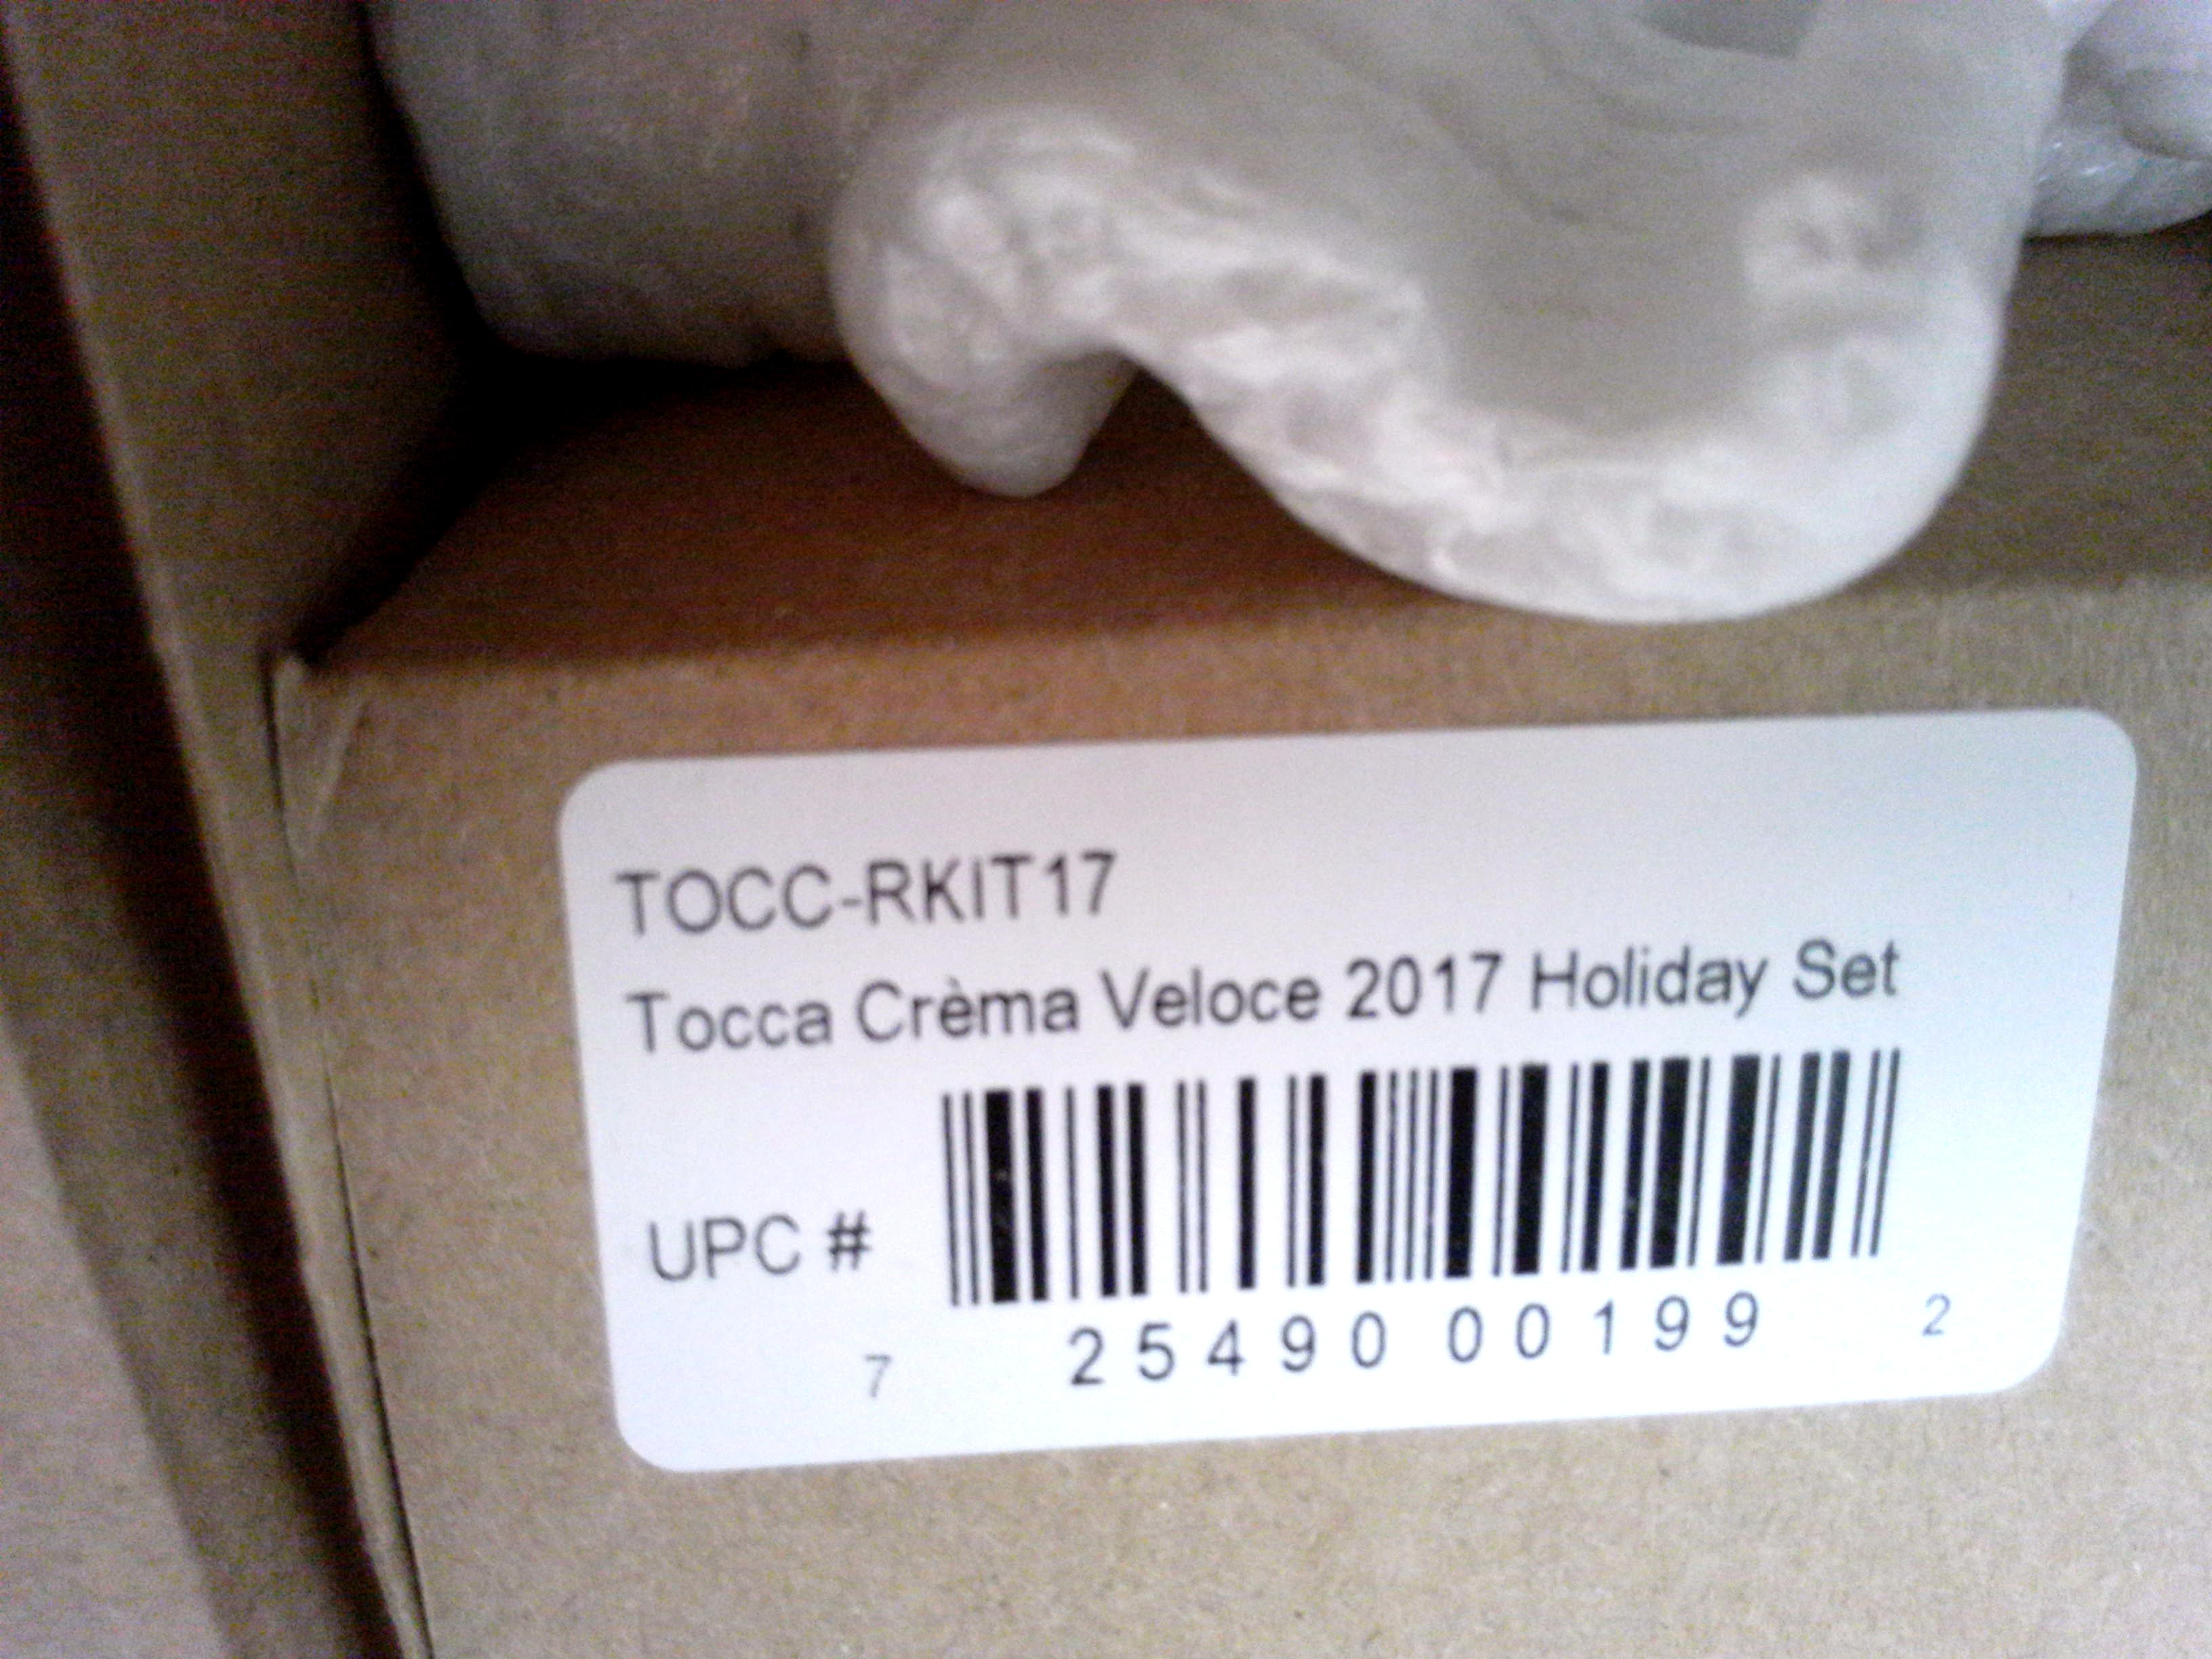 TOCC-RKIT17
Tocca Crèma Veloce 2017 Holiday Set
UPC #
7 25490 00199 2